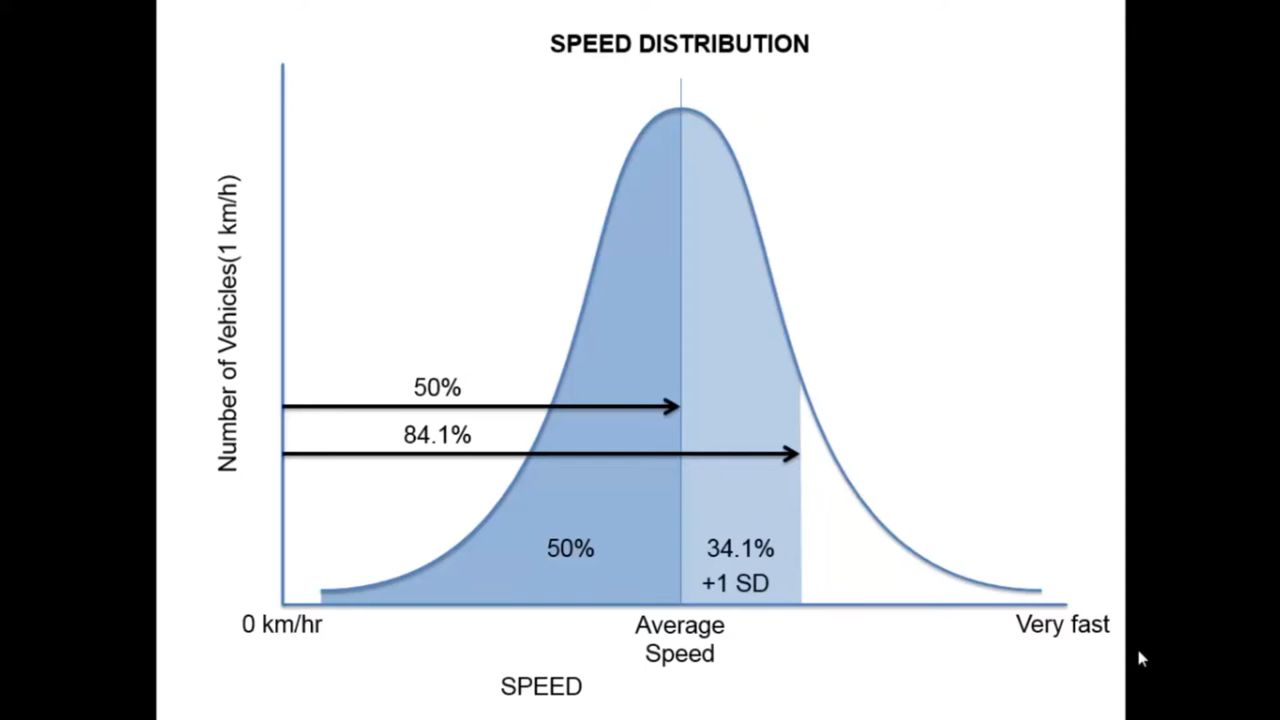 SPEED DISTRIBUTION
Number of Vehicles(1 km/h)
50%
84.1%
50%
34.1%
+1 SD
0 km/hr
Average
Speed
Very fast
SPEED